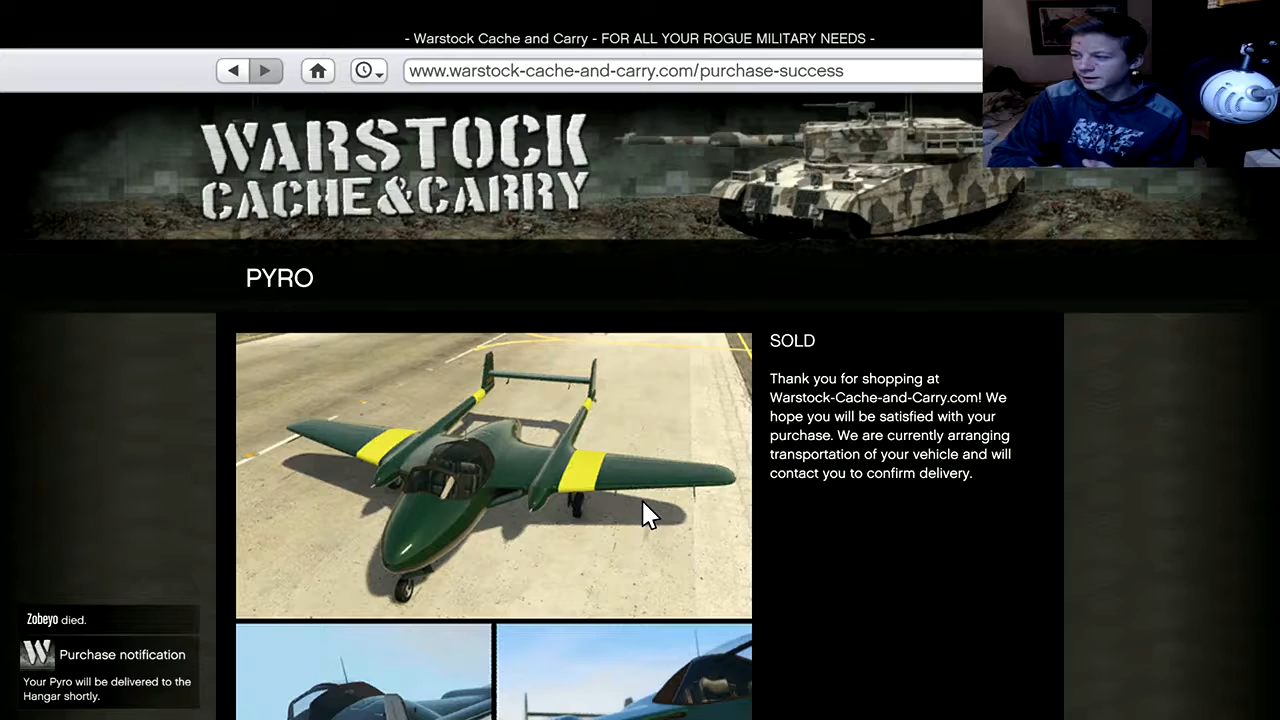 - Warstock Cache and Carry - FOR ALL YOUR ROGUE MILITARY NEEDS -
www.warstock-cache-and-carry.com/purchase-success
WARSTOCK
CACHE&CARRY
PYRO
SOLD
Thank you for shopping at
Warstock-Cache-and-Carry.com! We
hope you will be satisfied with your
purchase. We are currently arranging
transportation of your vehicle and will
contact you to confirm delivery.
Zobeyo died.
W
Purchase notification
Your Pyro will be delivered to the
Hangar shortly.